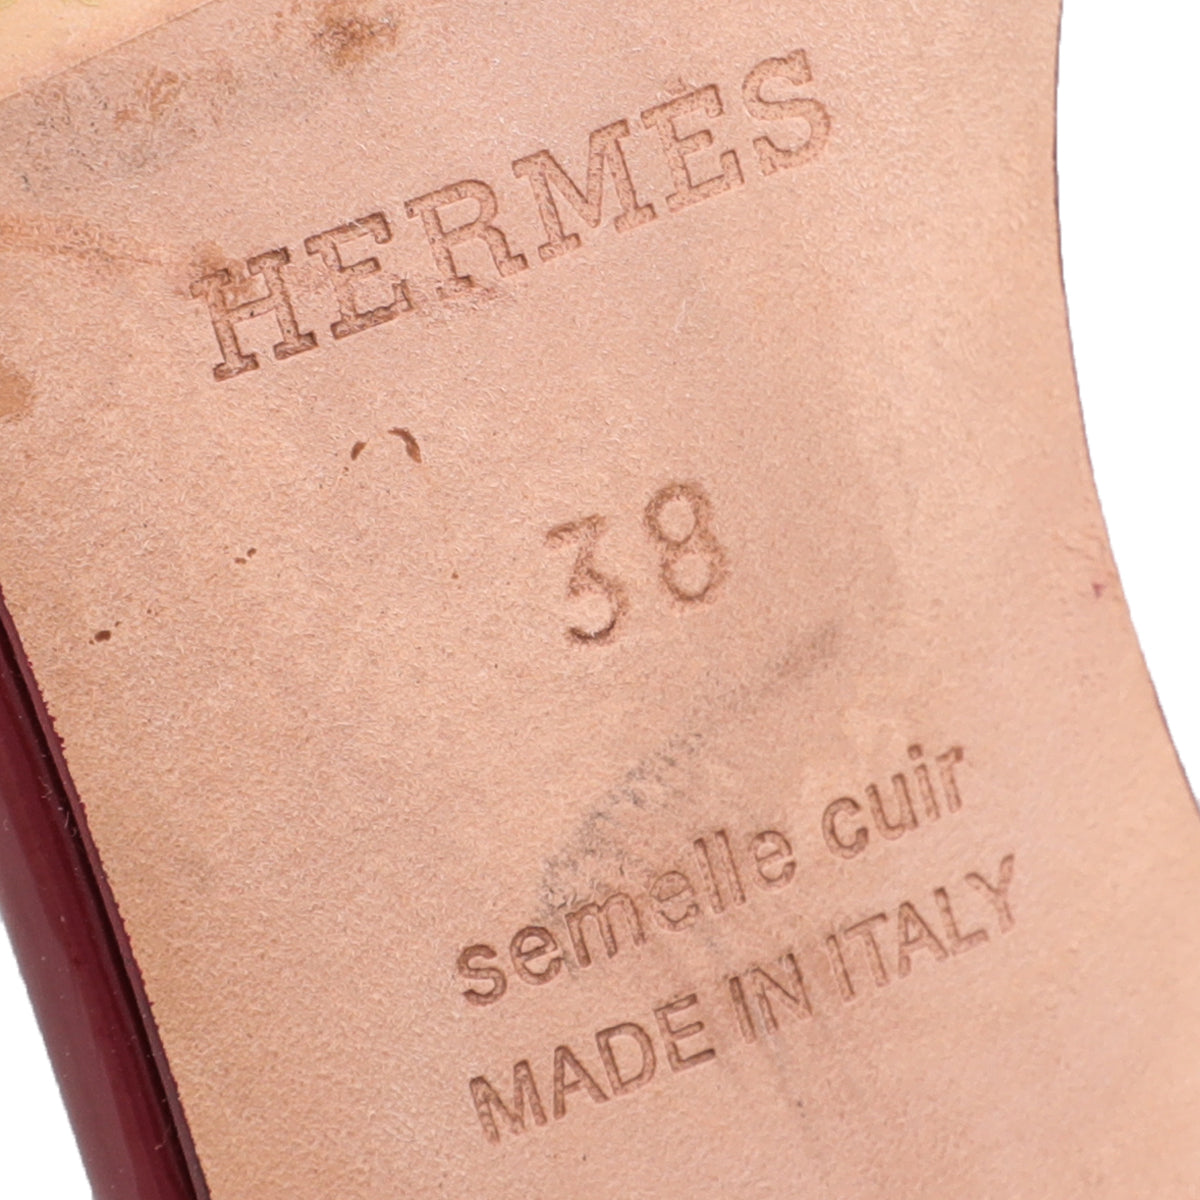 HERMES
38
semelle cuir
MADE IN ITALY